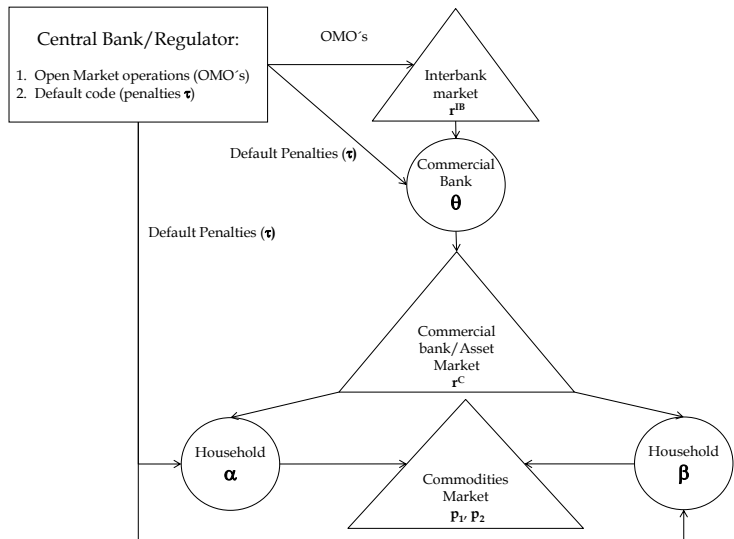 Central Bank/Regulator:
1. Open Market operations (OMO´s)
2. Default code (penalties τ)
OMO´s
Interbank
market
r^IB
Default Penalties (τ)
Commercial
Bank
θ
Default Penalties (τ)
Commercial
bank/Asset
Market
r^C
Household
α
Commodities
Market
p₁, p₂
Household
β